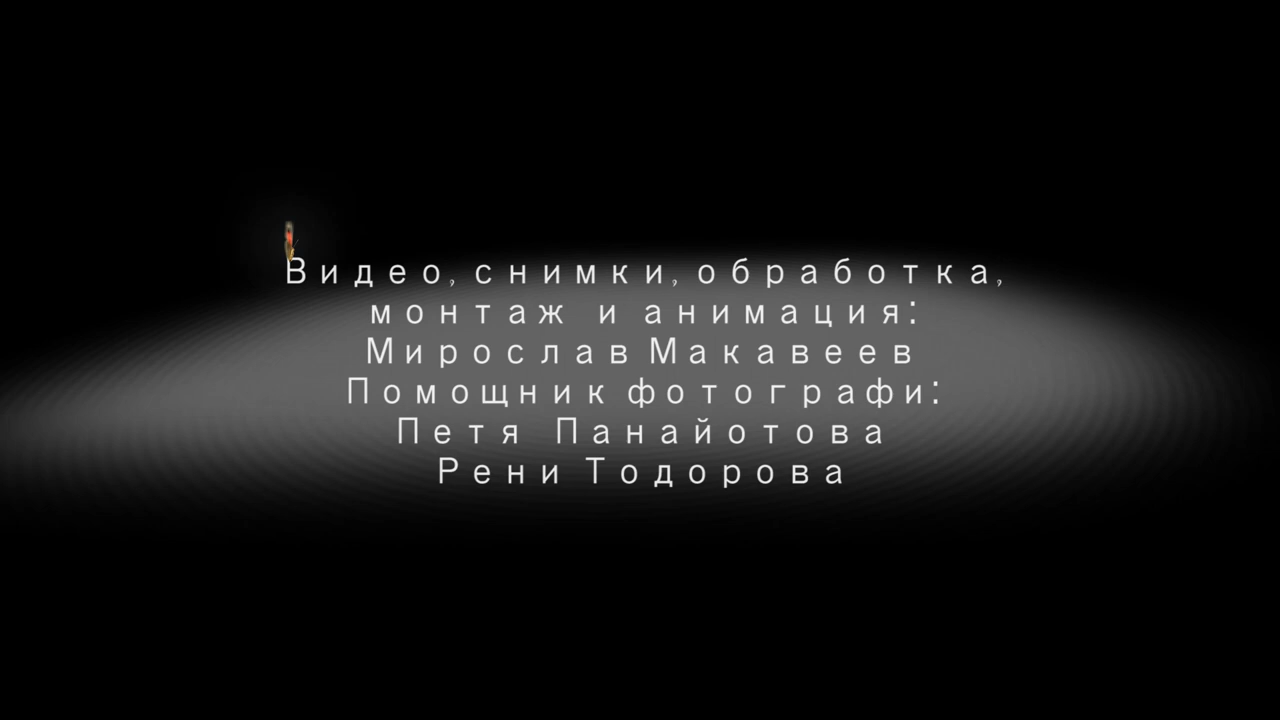 Видео, снимки, обработка,
монтаж и анимация:
Мирослав Макавеев
Помощник фотографи:
Петя Панайотова
Рени Тодорова